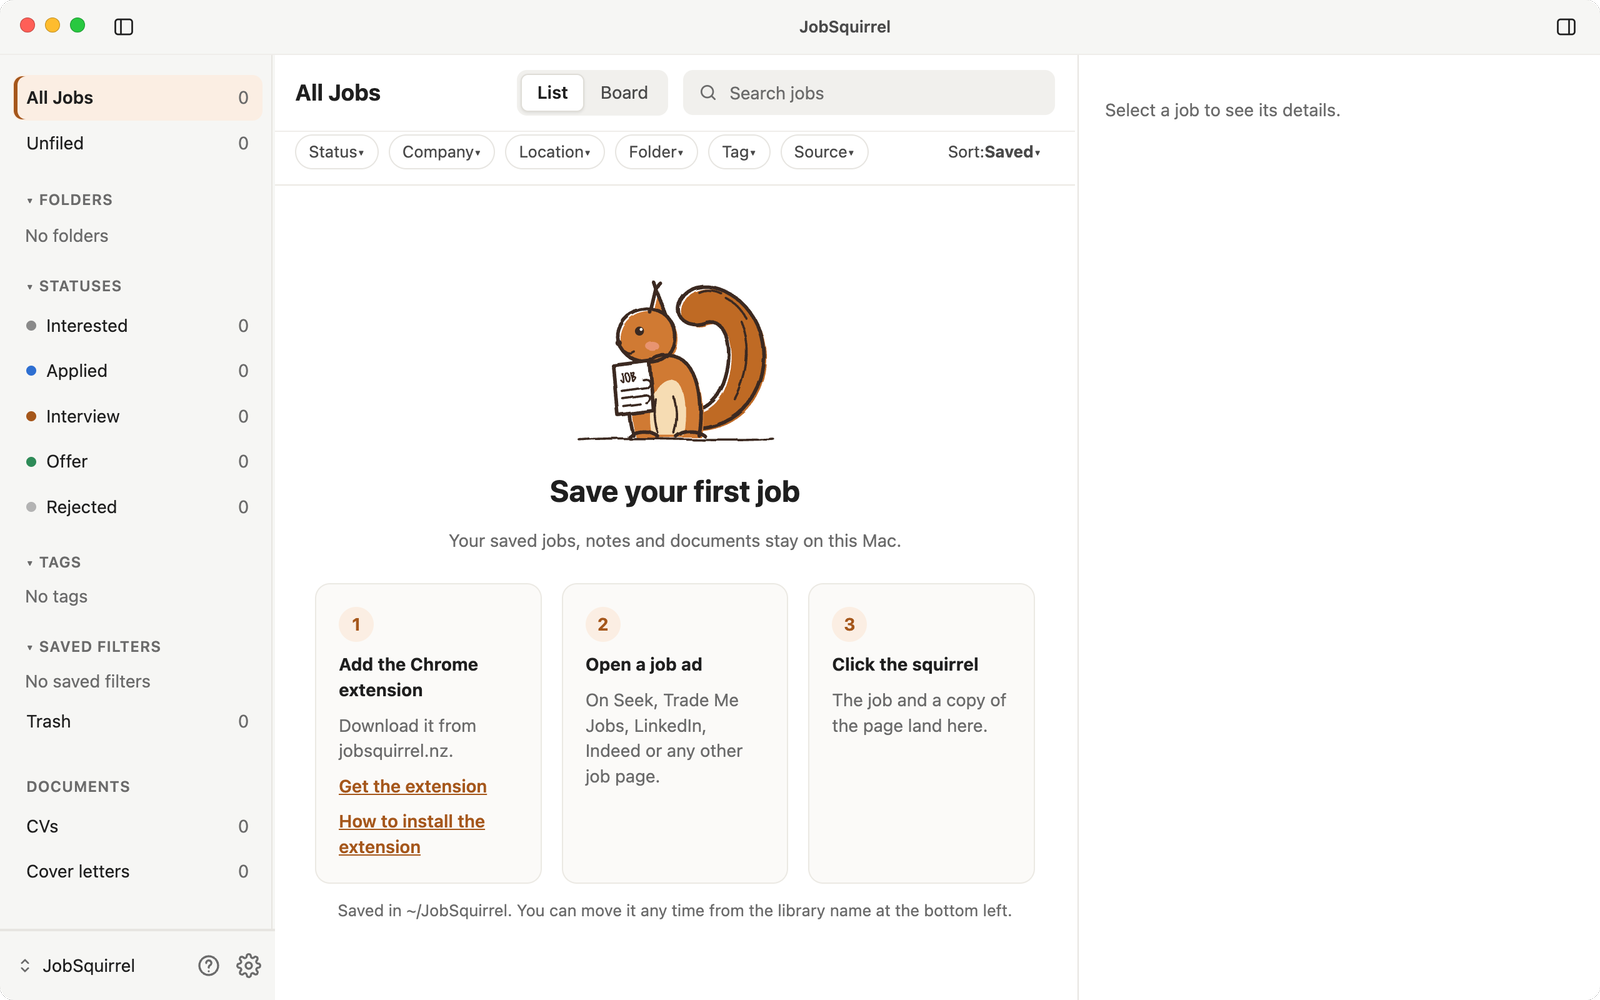 JobSquirrel
All Jobs 0
Unfiled 0
FOLDERS
No folders
STATUSES
Interested 0
Applied 0
Interview 0
Offer 0
Rejected 0
TAGS
No tags
SAVED FILTERS
No saved filters
Trash 0
DOCUMENTS
CVs 0
Cover letters 0
JobSquirrel
All Jobs
List Board
Search jobs
Status Company Location Folder Tag Source
Sort:Saved
JOB
Save your first job
Your saved jobs, notes and documents stay on this Mac.
1
Add the Chrome
extension
Download it from
jobsquirrel.nz.
Get the extension
How to install the
extension
2
Open a job ad
On Seek, Trade Me
Jobs, LinkedIn,
Indeed or any other
job page.
3
Click the squirrel
The job and a copy of
the page land here.
Saved in ~/JobSquirrel. You can move it any time from the library name at the bottom left.
Select a job to see its details.